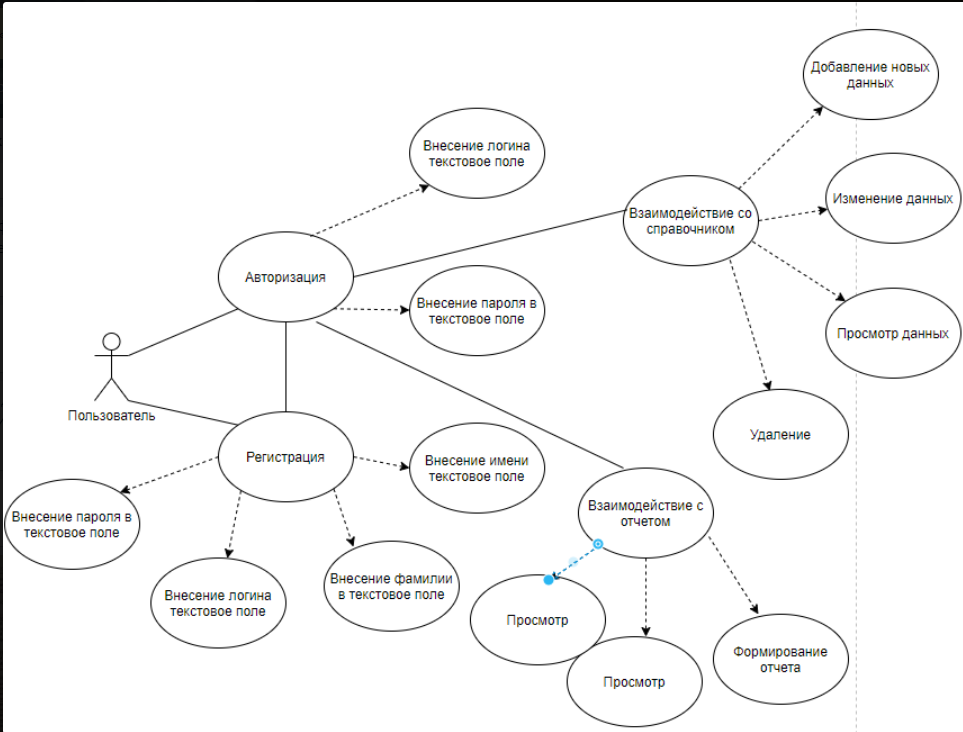 Добавление новых
данных
Внесение логина
текстовое поле
Изменение данных
Взаимодействие со
справочником
Авторизация
Внесение пароля в
текстовое поле
Просмотр данных
Пользователь
Удаление
Регистрация
Внесение имени
текстовое поле
Внесение пароля в
текстовое поле
Взаимодействие с
отчетом
Внесение логина
текстовое поле
Внесение фамилии
в текстовое поле
Просмотр
Формирование
отчета
Просмотр